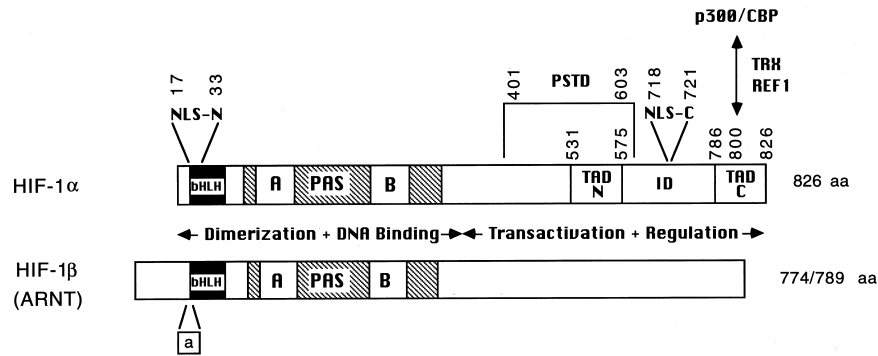 p300/CBP
TRX
REF1
17 33 401 PSTD 603 718 721
NLS-N NLS-C
531 575 786 800 826
HIF-1α bHLH A PAS B TAD N ID TAD C 826 aa
Dimerization + DNA Binding Transactivation + Regulation
HIF-1β (ARNT) bHLH A PAS B 774/789 aa
a